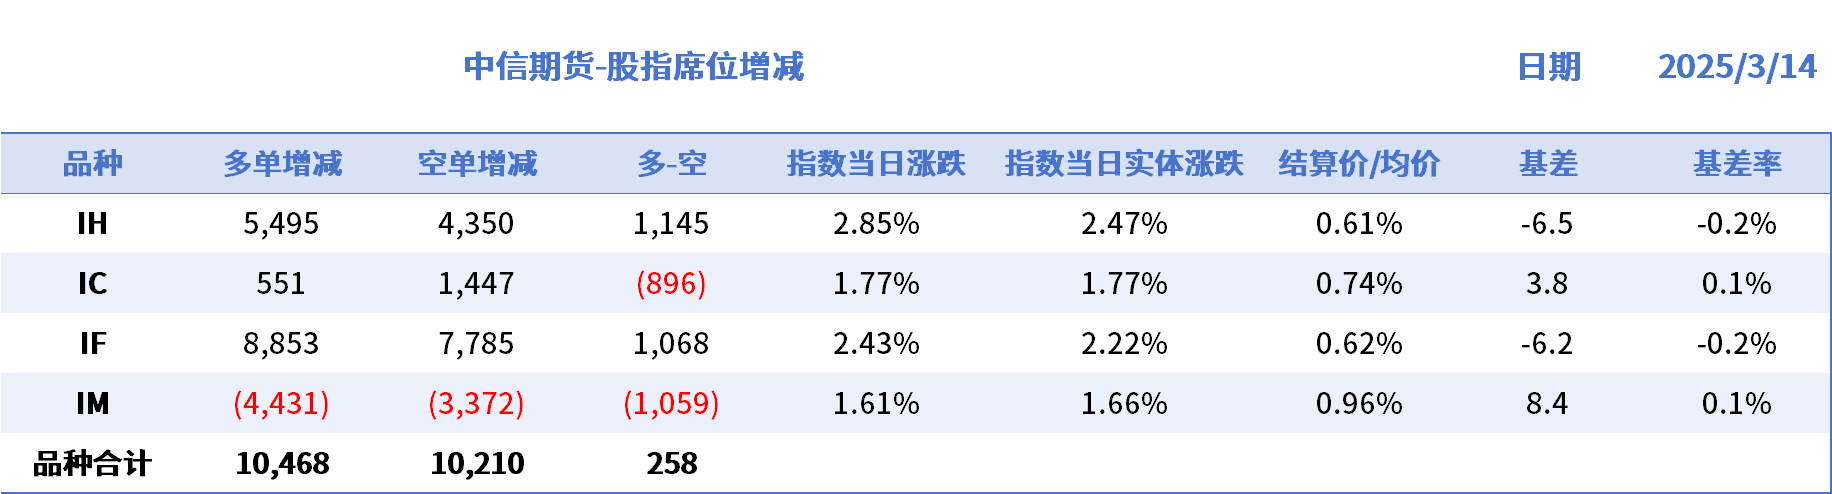 中信期货-股指席位增减 日期 2025/3/14
品种 多单增减 空单增减 多-空 指数当日涨跌 指数当日实体涨跌 结算价/均价 基差 基差率
IH 5,495 4,350 1,145 2.85% 2.47% 0.61% -6.5 -0.2%
IC 551 1,447 (896) 1.77% 1.77% 0.74% 3.8 0.1%
IF 8,853 7,785 1,068 2.43% 2.22% 0.62% -6.2 -0.2%
IM (4,431) (3,372) (1,059) 1.61% 1.66% 0.96% 8.4 0.1%
品种合计 10,468 10,210 258